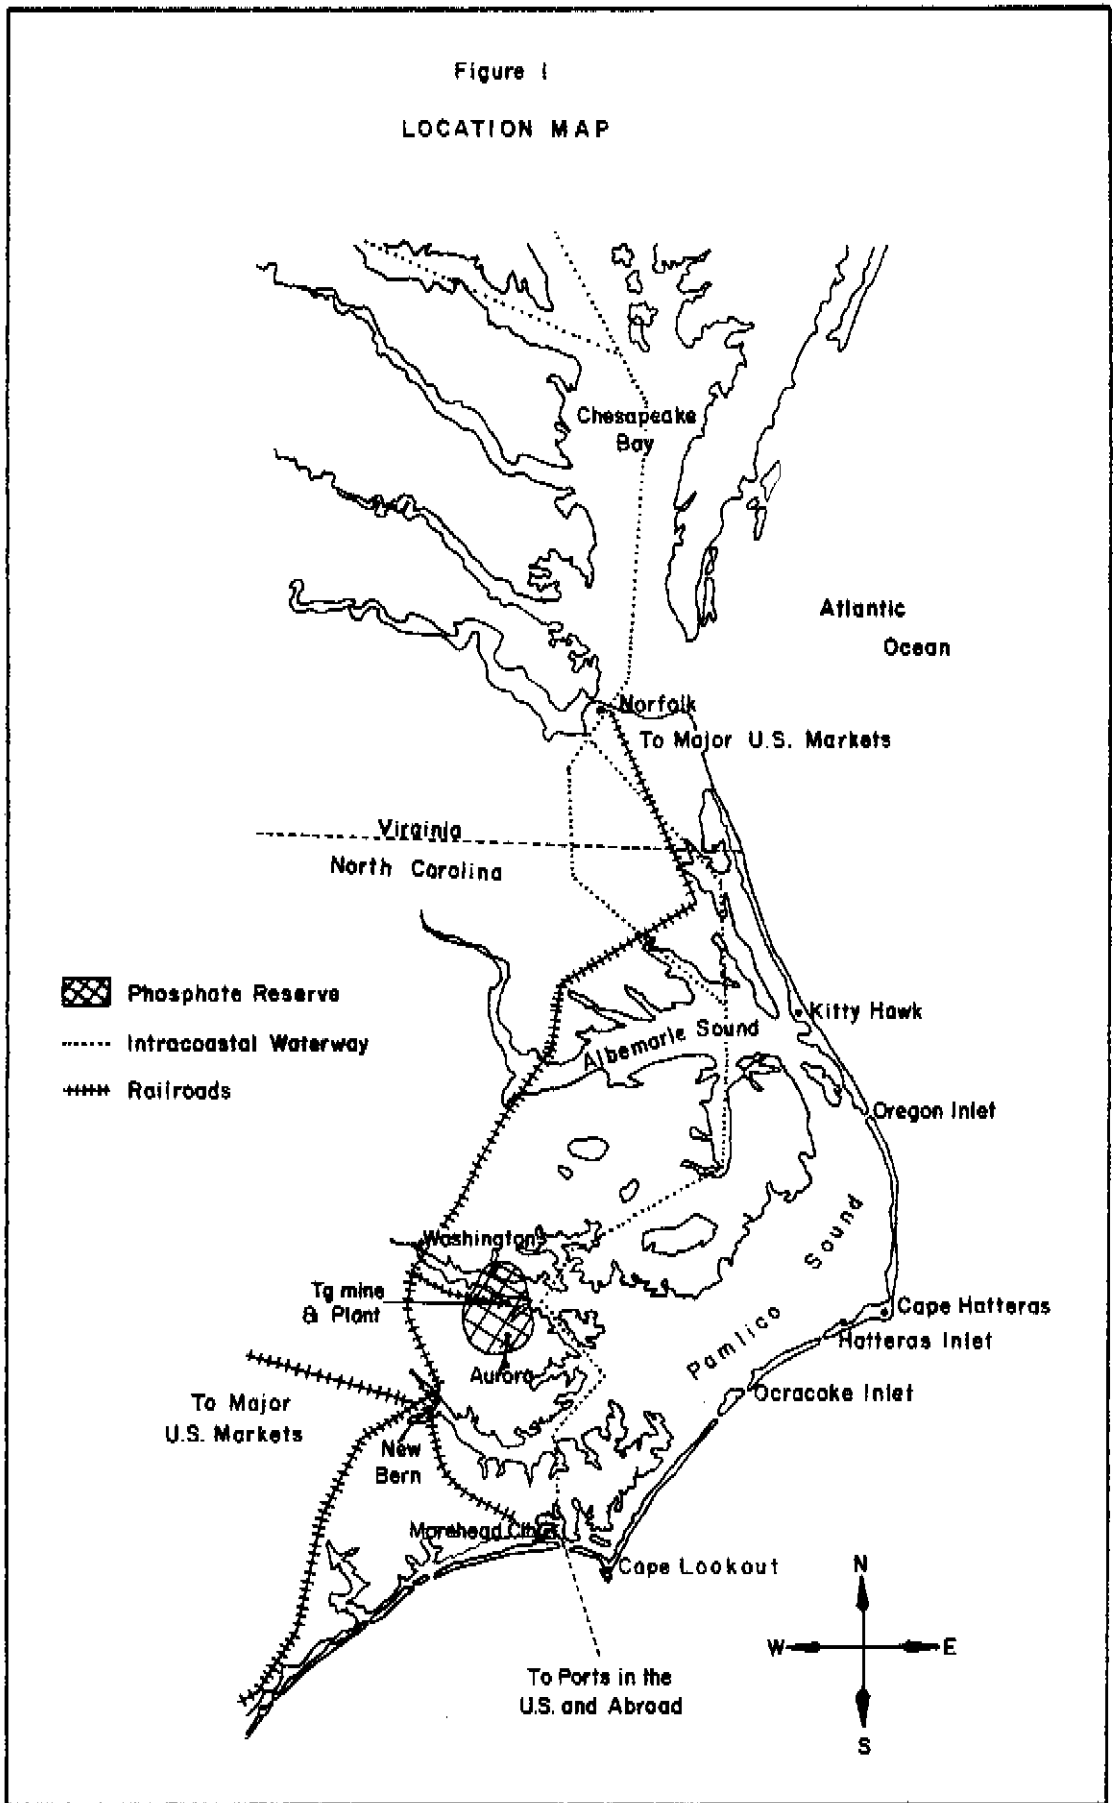 Figure 1
LOCATION MAP
Chesapeake
Bay
Atlantic
Ocean
Norfolk
To Major U.S. Markets
Virginia
North Carolina
Phosphate Reserve
Intracoastal Waterway
Railroads
Kitty Hawk
Albemarle Sound
Oregon Inlet
Washington
Pamlico Sound
Tg mine
& Plant
Cape Hatteras
Hatteras Inlet
Aurora
Ocracoke Inlet
To Major
U.S. Markets
New
Bern
Morehead City
Cape Lookout
N
W
E
S
To Ports in the
U.S. and Abroad